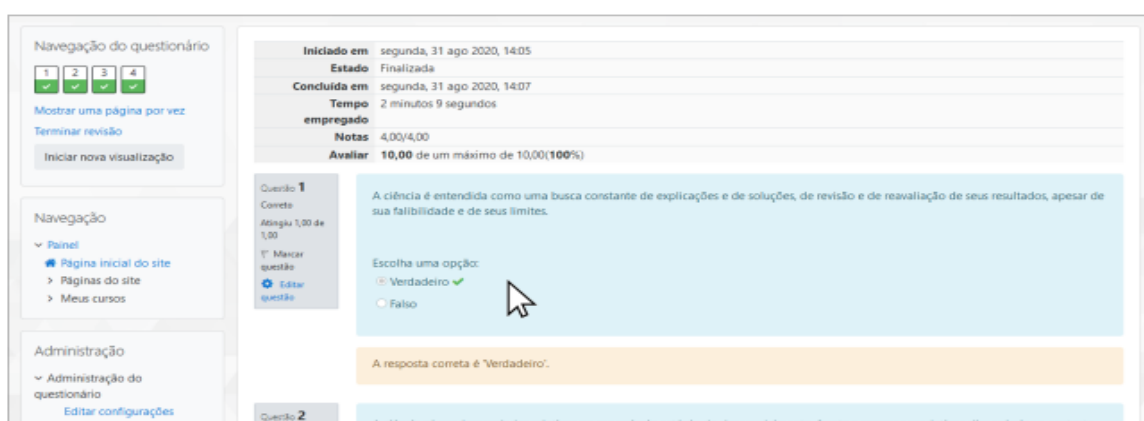 Navegação do questionário
1 2 3 4
Mostrar uma página por vez
Terminar revisão
Iniciar nova visualização
Navegação
Painel
Página inicial do site
Páginas do site
Meus cursos
Administração
Administração do
questionário
Editar configurações
Iniciado em segunda, 31 ago 2020, 14:05
Estado Finalizada
Concluída em segunda, 31 ago 2020, 14:07
Tempo 2 minutos 9 segundos
empregado
Notas 4,00/4,00
Avaliar 10,00 de um máximo de 10,00(100%)
Questão 1
Correto
Atingiu 1,00 de
1,00
Marcar
questão
Editar
questão
A ciência é entendida como uma busca constante de explicações e de soluções, de revisão e de reavaliação de seus resultados, apesar de
sua falibilidade e de seus limites.
Escolha uma opção:
Verdadeiro
Falso
A resposta correta é 'Verdadeiro'.
Questão 2